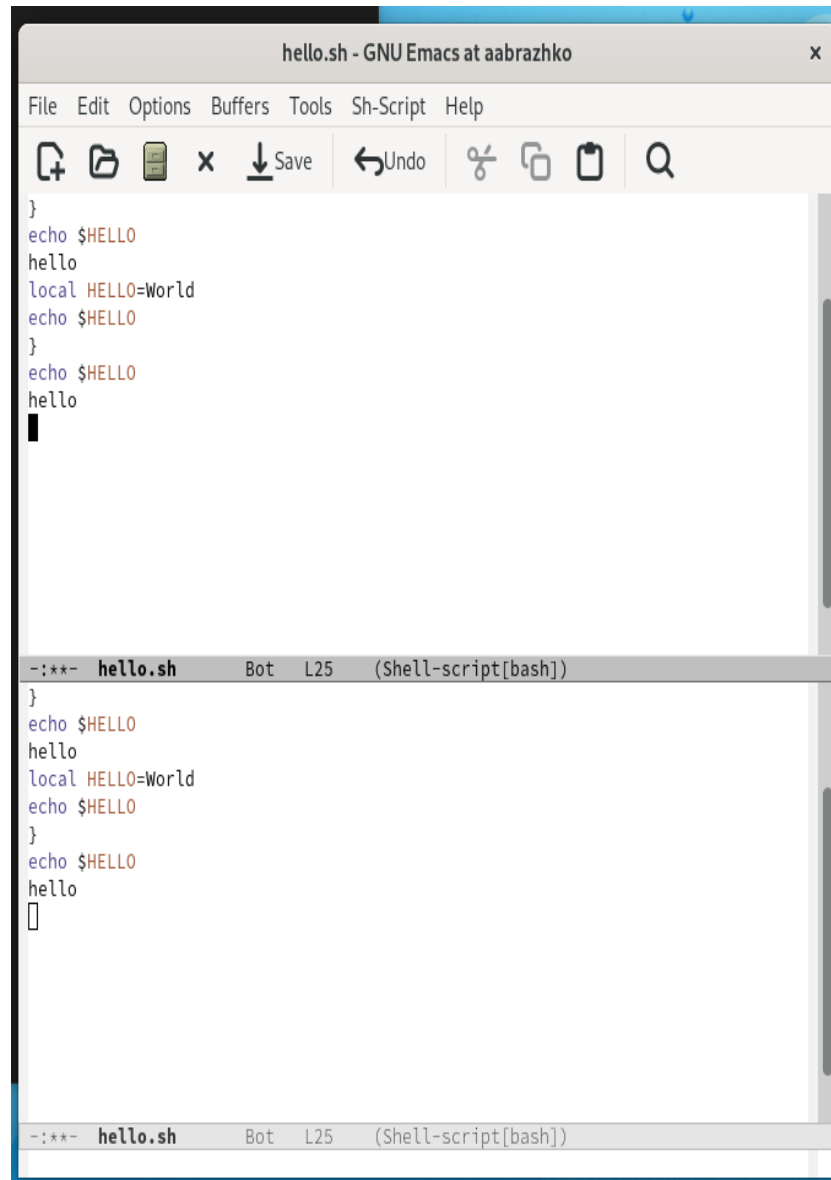 hello.sh - GNU Emacs at aabrazhko
File Edit Options Buffers Tools Sh-Script Help
Save Undo
}
echo $HELLO
hello
local HELLO=World
echo $HELLO
}
echo $HELLO
hello
-:**- hello.sh Bot L25 (Shell-script[bash])
}
echo $HELLO
hello
local HELLO=World
echo $HELLO
}
echo $HELLO
hello
-:**- hello.sh Bot L25 (Shell-script[bash])